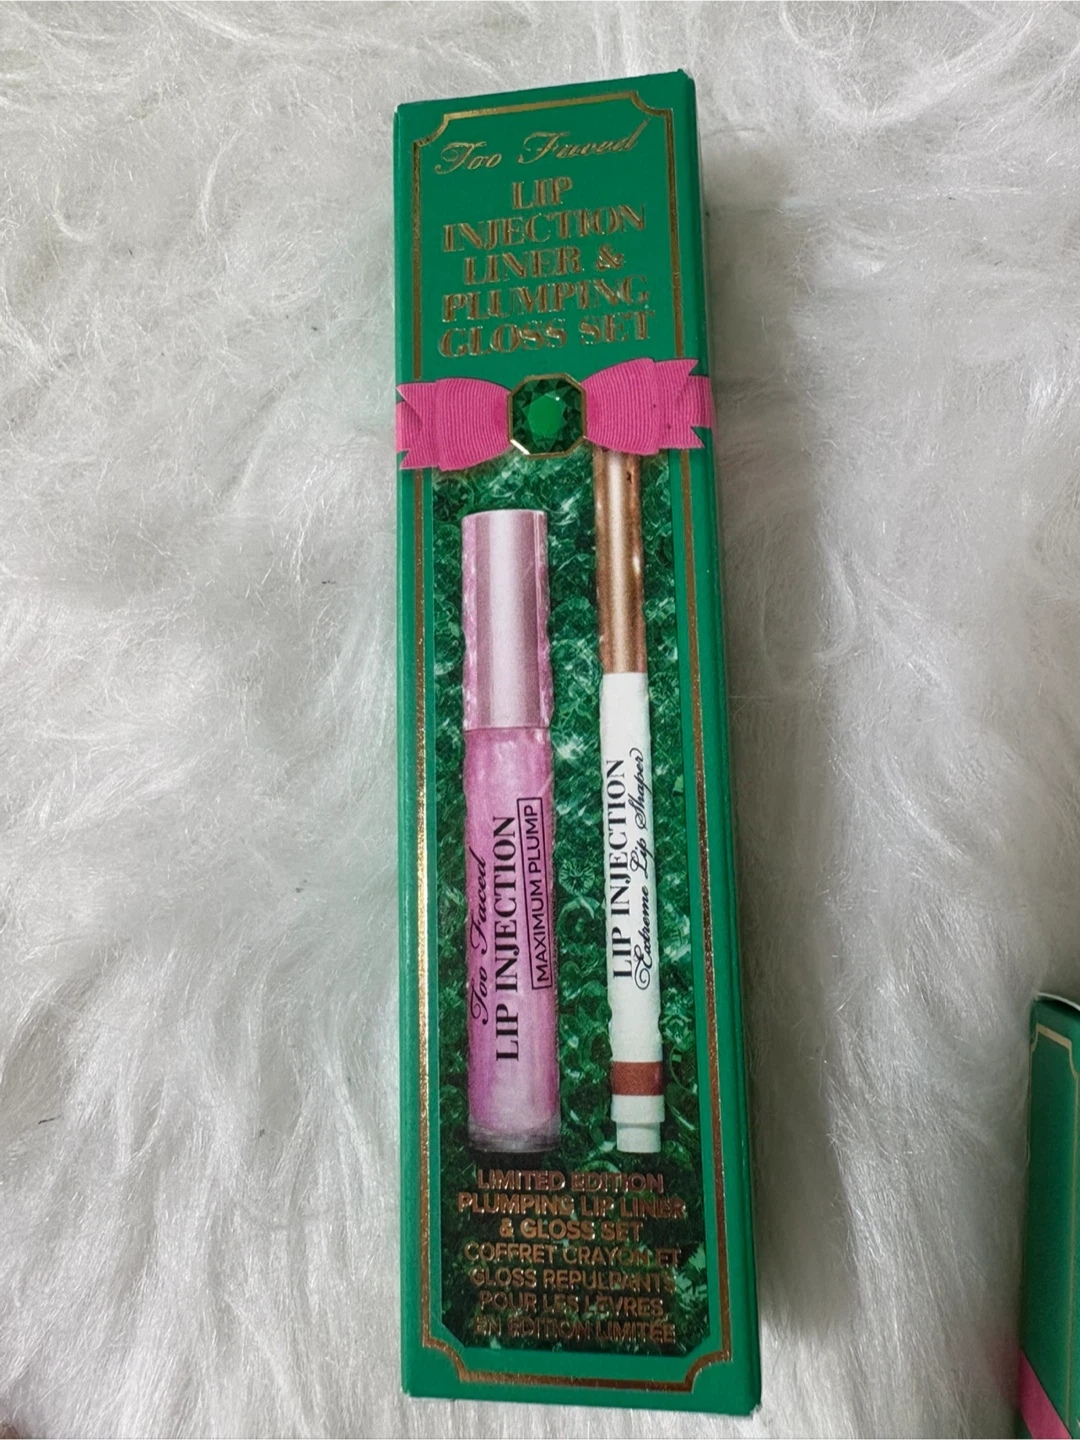 Too Faced
LIP
INJECTION
LINER &
PLUMPING
GLOSS SET
Too Faced
LIP INJECTION
MAXIMUM PLUMP
LIP INJECTION
Extreme Lip Shaper
LIMITED EDITION
PLUMPING LIP LINER
& GLOSS SET
COFFRET CRAYON ET
GLOSS REPULPANTS
POUR LES LÈVRES
EN ÉDITION LIMITÉE